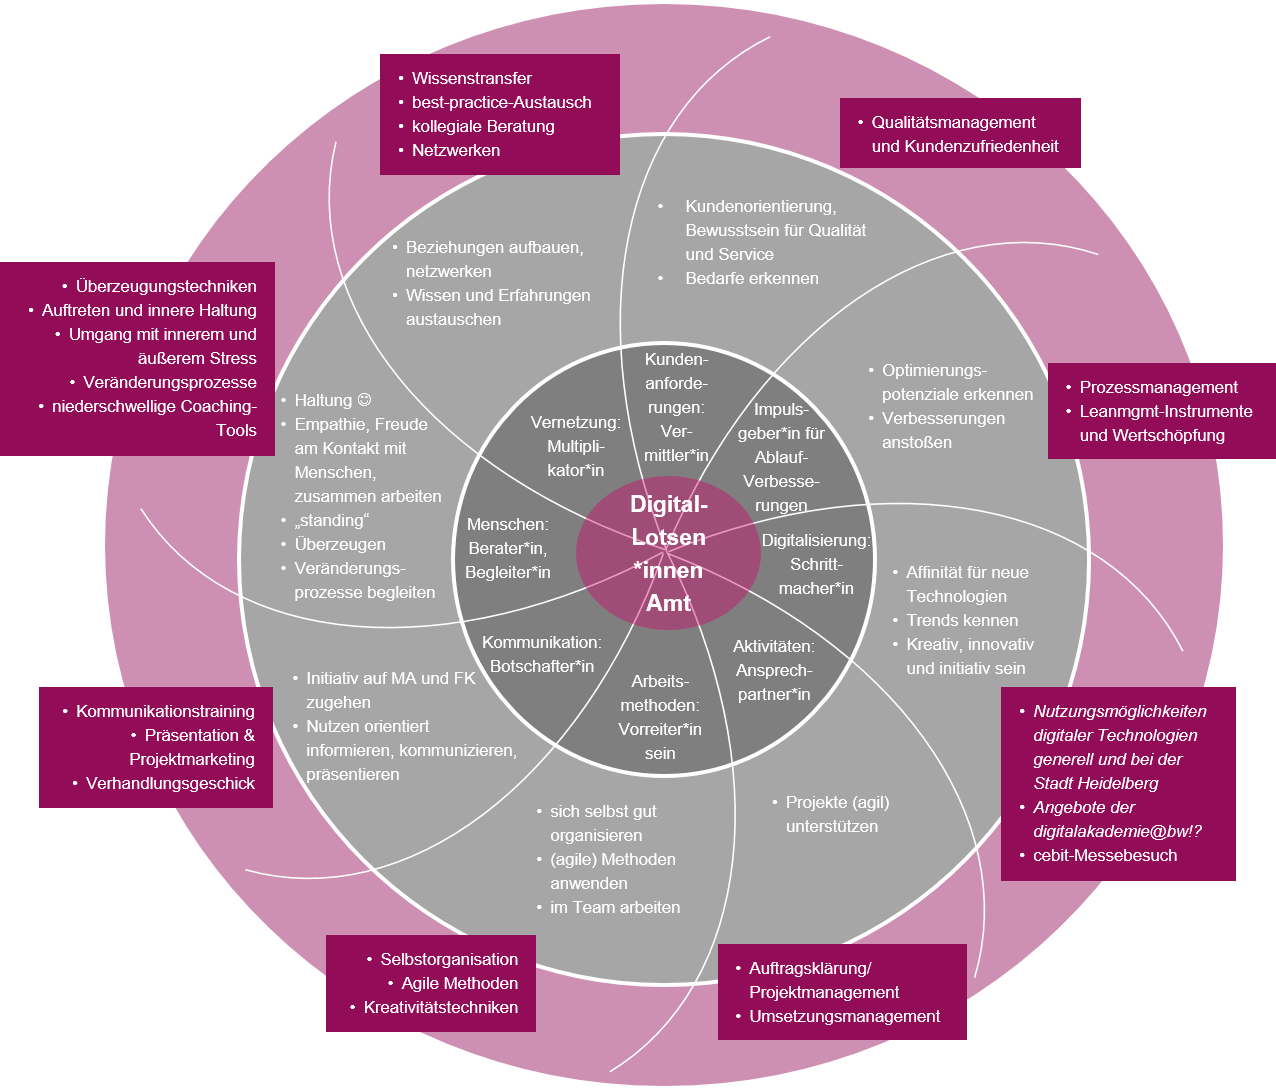 • Wissenstransfer
• best-practice-Austausch
• kollegiale Beratung
• Netzwerken
• Qualitätsmanagement
und Kundenzufriedenheit
• Kundenorientierung,
Bewusstsein für Qualität
und Service
• Bedarfe erkennen
• Beziehungen aufbauen,
netzwerken
• Wissen und Erfahrungen
austauschen
• Überzeugungstechniken
• Auftreten und innere Haltung
• Umgang mit innerem und
äußerem Stress
• Veränderungsprozesse
• niederschwellige Coaching-
Tools
• Haltung ☺
• Empathie, Freude
am Kontakt mit
Menschen,
zusammen arbeiten
• „standing“
• Überzeugen
• Veränderungs-
prozesse begleiten
• Optimierungs-
potenziale erkennen
• Verbesserungen
anstoßen
• Prozessmanagement
• Leanmgmt-Instrumente
und Wertschöpfung
Kunden-
anforde-
rungen:
Ver-
mittler*in
Vernetzung:
Multipli-
kator*in
Impuls-
geber*in für
Ablauf-
Verbesse-
rungen
Menschen:
Berater*in,
Begleiter*in
Digital-
Lotsen
*innen
Amt
Digitalisierung:
Schritt-
macher*in
Kommunikation:
Botschafter*in
Arbeits-
methoden:
Vorreiter*in
sein
Aktivitäten:
Ansprech-
partner*in
• Affinität für neue
Technologien
• Trends kennen
• Kreativ, innovativ
und initiativ sein
• Initiativ auf MA und FK
zugehen
• Nutzen orientiert
informieren, kommunizieren,
präsentieren
• Kommunikationstraining
• Präsentation &
Projektmarketing
• Verhandlungsgeschick
• Nutzungsmöglichkeiten
digitaler Technologien
generell und bei der
Stadt Heidelberg
• Angebote der
digitalakademie@bw!?
• cebit-Messebesuch
• sich selbst gut
organisieren
• (agile) Methoden
anwenden
• im Team arbeiten
• Projekte (agil)
unterstützen
• Selbstorganisation
• Agile Methoden
• Kreativitätstechniken
• Auftragsklärung/
Projektmanagement
• Umsetzungsmanagement